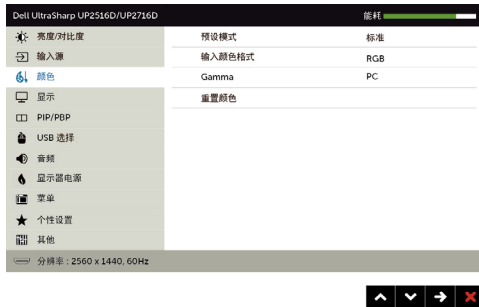 Dell UltraSharp UP2516D/UP2716D 能耗
亮度/对比度 预设模式 标准
输入源 输入颜色格式 RGB
颜色 Gamma PC
显示 重置颜色
PIP/PBP
USB 选择
音频
显示器电源
菜单
个性设置
其他
分辨率 : 2560 x 1440, 60Hz